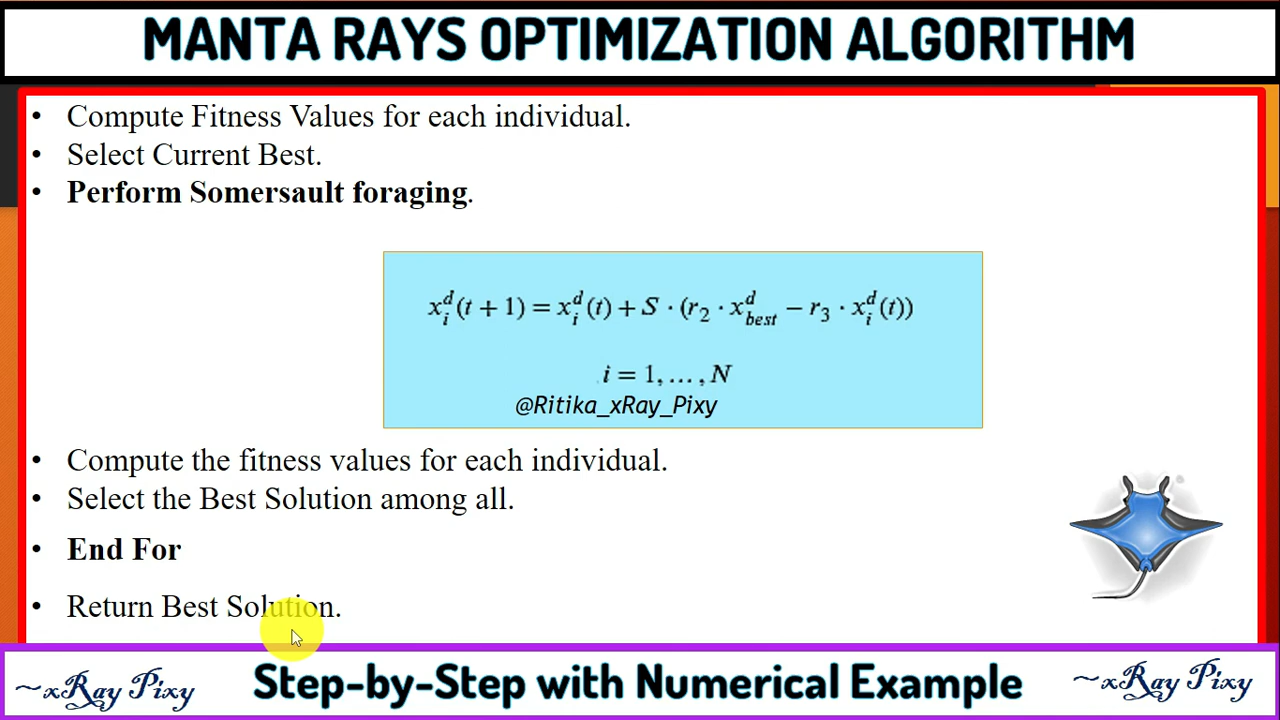 MANTA RAYS OPTIMIZATION ALGORITHM
• Compute Fitness Values for each individual.
• Select Current Best.
• Perform Somersault foraging.
x_i^d(t + 1) = x_i^d(t) + S · (r_2 · x_best^d − r_3 · x_i^d(t))
i = 1, … , N
@Ritika_xRay_Pixy
• Compute the fitness values for each individual.
• Select the Best Solution among all.
• End For
• Return Best Solution.
~xRay Pixy
Step-by-Step with Numerical Example
~xRay Pixy